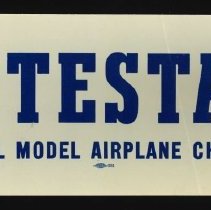 TESTA
L MODEL AIRPLANE CH